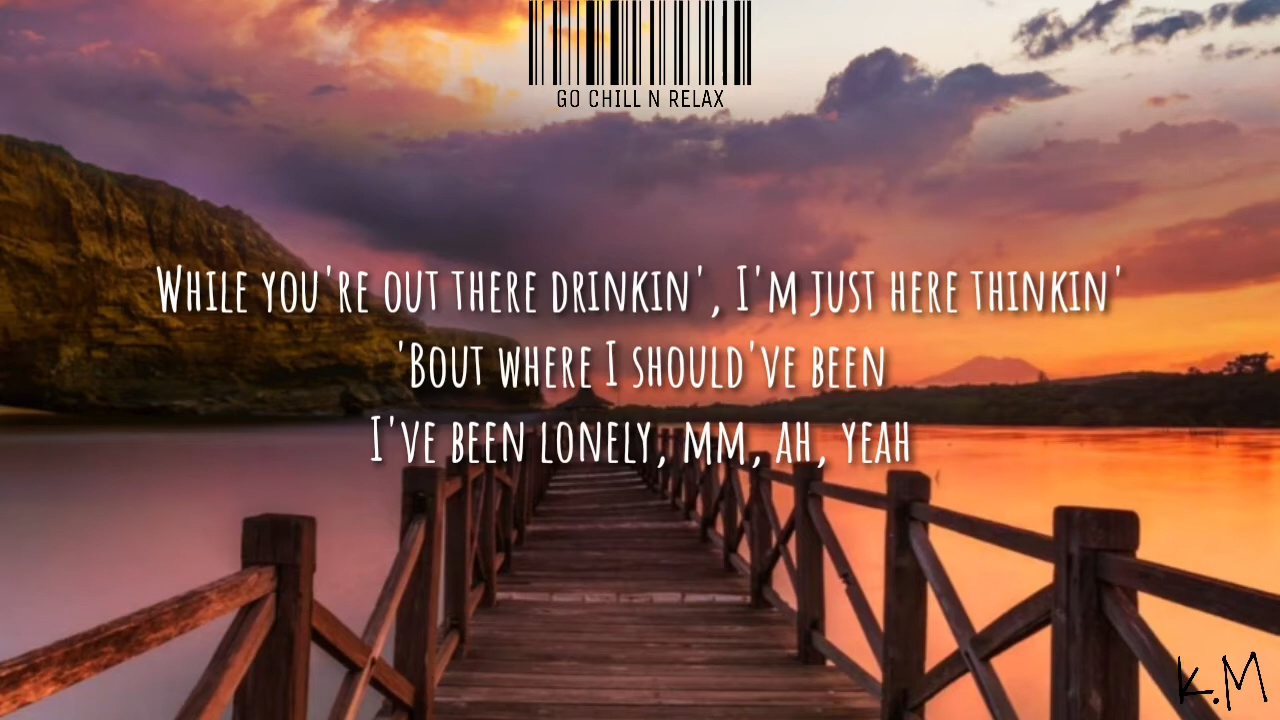 GO CHILL N RELAX
While you're out there drinkin', I'm just here thinkin'
'Bout where I should've been
I've been lonely, mm, ah, yeah
K.M